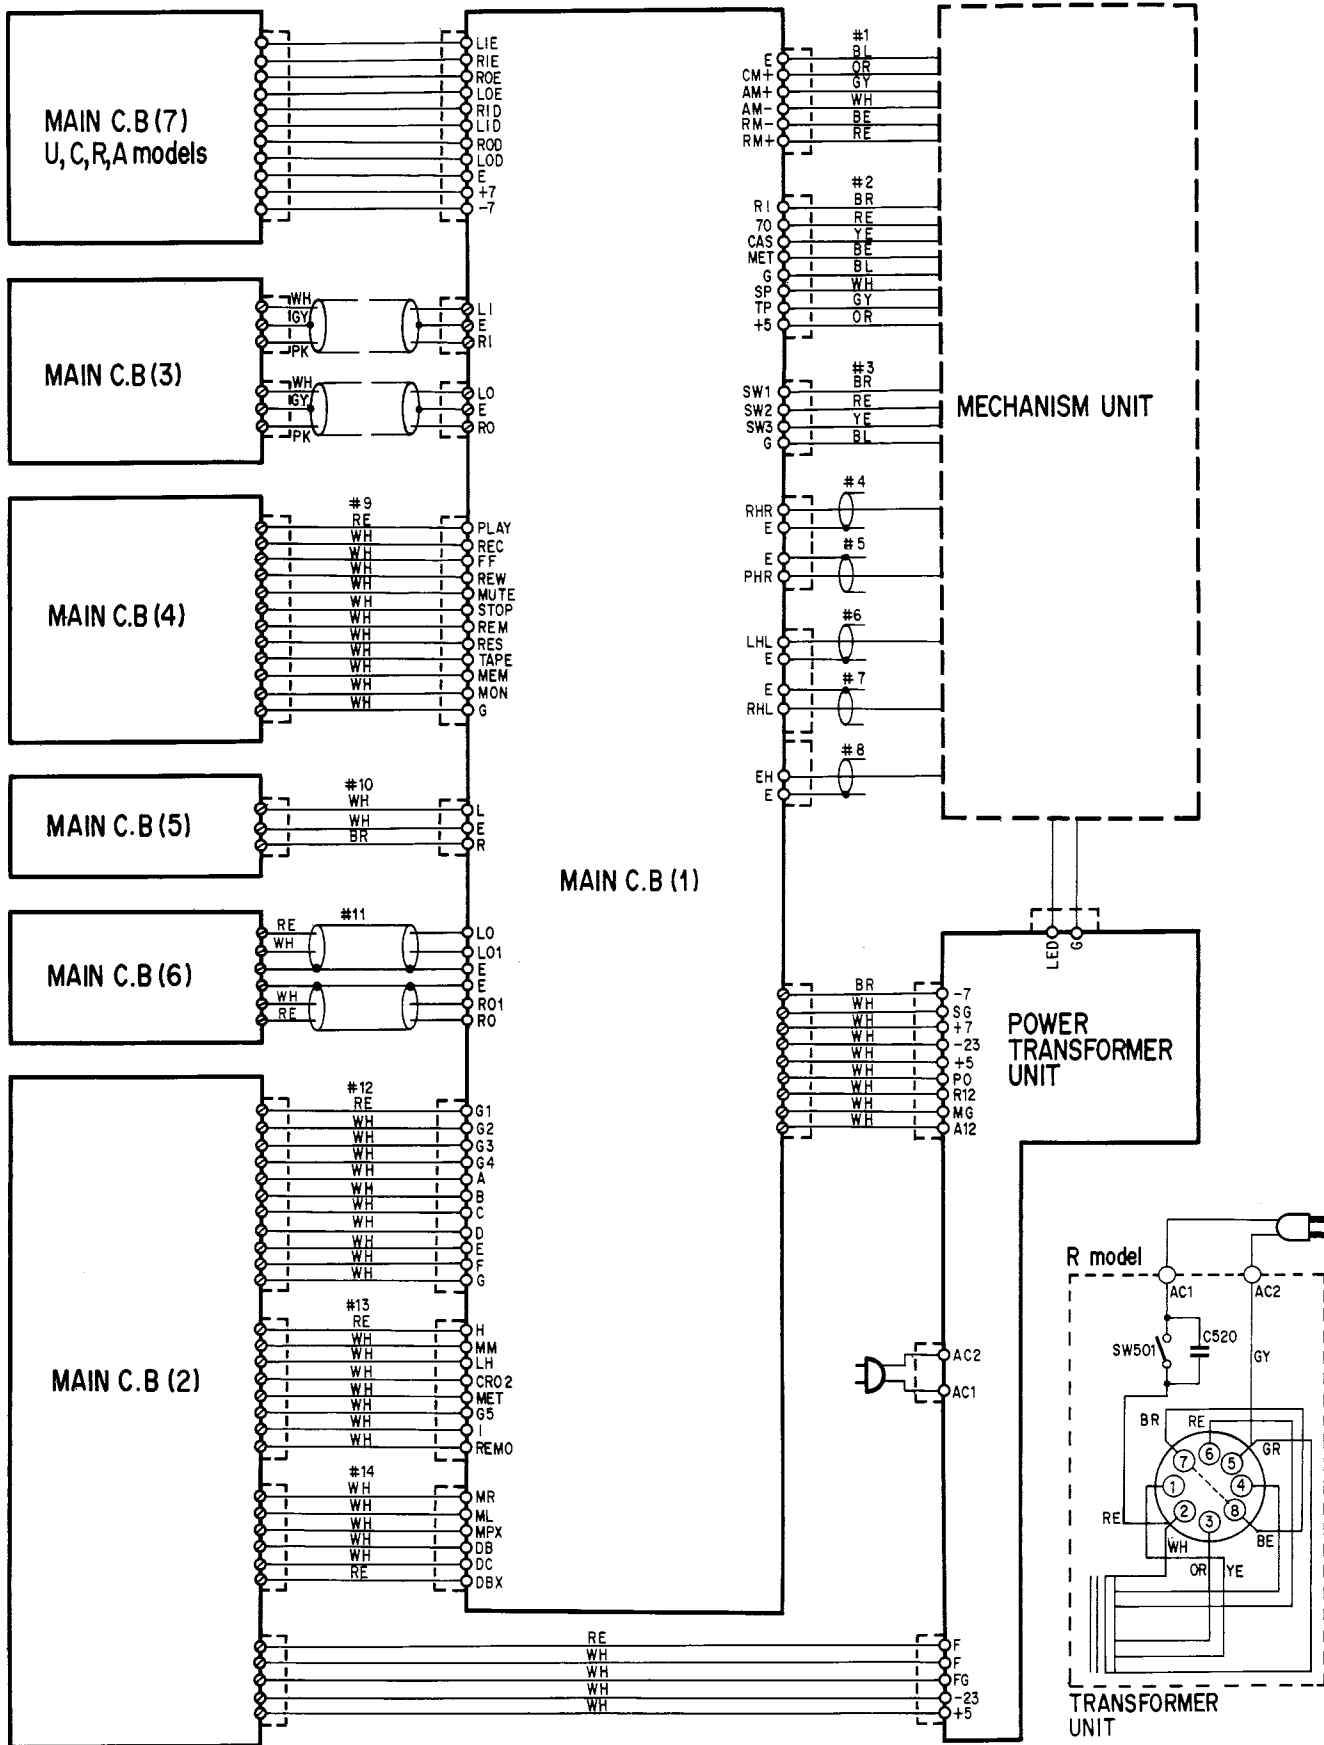 MAIN C.B (7)
U, C, R, A models
LIE
RIE
ROE
LOE
RID
LID
ROD
LOD
E
+7
-7
MAIN C.B (3)
WH
GY
PK
LI
E
RI
WH
GY
PK
LO
E
RO
MAIN C.B (4)
#9
RE
WH
WH
WH
WH
WH
WH
WH
WH
WH
WH
WH
PLAY
REC
FF
REW
MUTE
STOP
REM
RES
TAPE
MEM
MON
G
MAIN C.B (5)
#10
WH
WH
BR
L
E
R
MAIN C.B (6)
#11
RE
WH
WH
RE
LO
LO1
E
E
RO1
RO
MAIN C.B (2)
#12
RE
WH
WH
WH
WH
WH
WH
WH
WH
WH
WH
G1
G2
G3
G4
A
B
C
D
E
F
G
#13
RE
WH
WH
WH
WH
WH
WH
WH
H
MM
LH
CRO2
MET
G5
I
REMO
#14
WH
WH
WH
WH
WH
RE
MR
ML
MPX
DB
DC
DBX
RE
WH
WH
WH
WH
F
F
FG
-23
+5
MAIN C.B (1)
#1
E
CM+
AM+
AM-
RM-
RM+
BL
OR
GY
WH
BE
RE
#2
RI
70
CAS
MET
G
SP
TP
+5
BR
RE
YE
BE
BL
WH
GY
OR
#3
SW1
SW2
SW3
G
BR
RE
YE
BL
#4
RHR
E
#5
E
PHR
#6
LHL
E
#7
E
RHL
#8
EH
E
MECHANISM UNIT
LED
G
BR
WH
WH
WH
WH
WH
WH
WH
WH
-7
SG
+7
-23
+5
PO
R12
MG
A12
POWER
TRANSFORMER
UNIT
AC2
AC1
R model
AC1
AC2
SW501
C520
GY
BR
RE
GR
7
6
5
1
4
2
3
8
RE
WH
OR
YE
BE
TRANSFORMER
UNIT